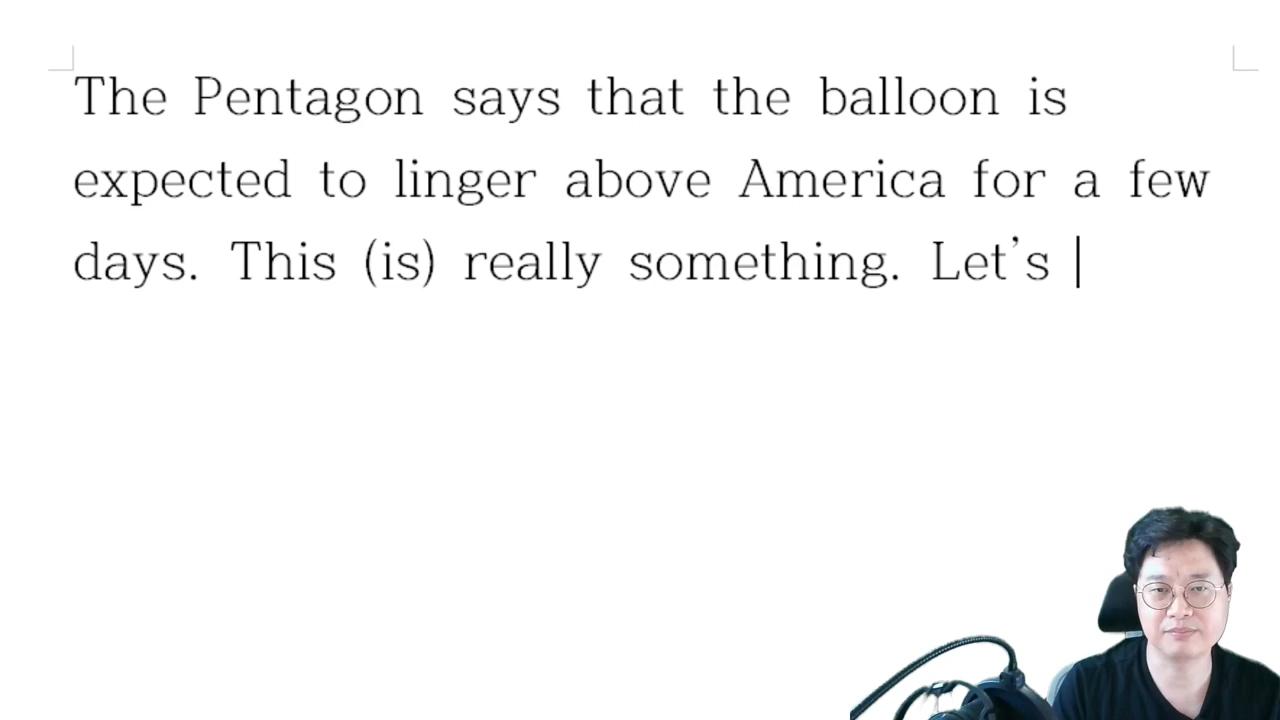 The Pentagon says that the balloon is
expected to linger above America for a few
days. This (is) really something. Let's